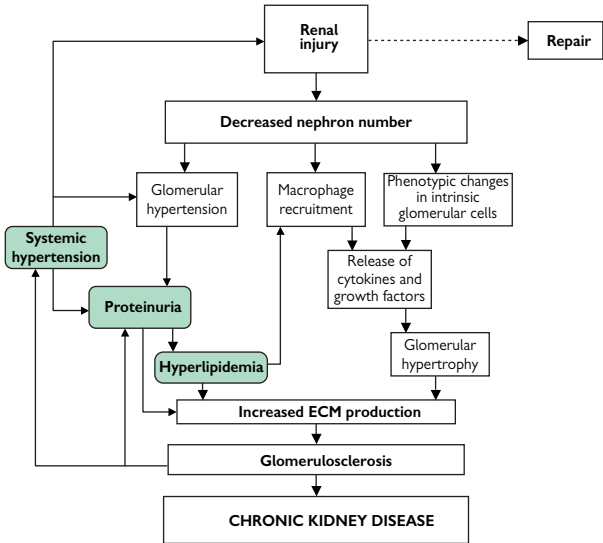 Renal
injury
Repair
Decreased nephron number
Glomerular
hypertension
Macrophage
recruitment
Phenotypic changes
in intrinsic
glomerular cells
Systemic
hypertension
Release of
cytokines and
growth factors
Proteinuria
Glomerular
hypertrophy
Hyperlipidemia
Increased ECM production
Glomerulosclerosis
CHRONIC KIDNEY DISEASE